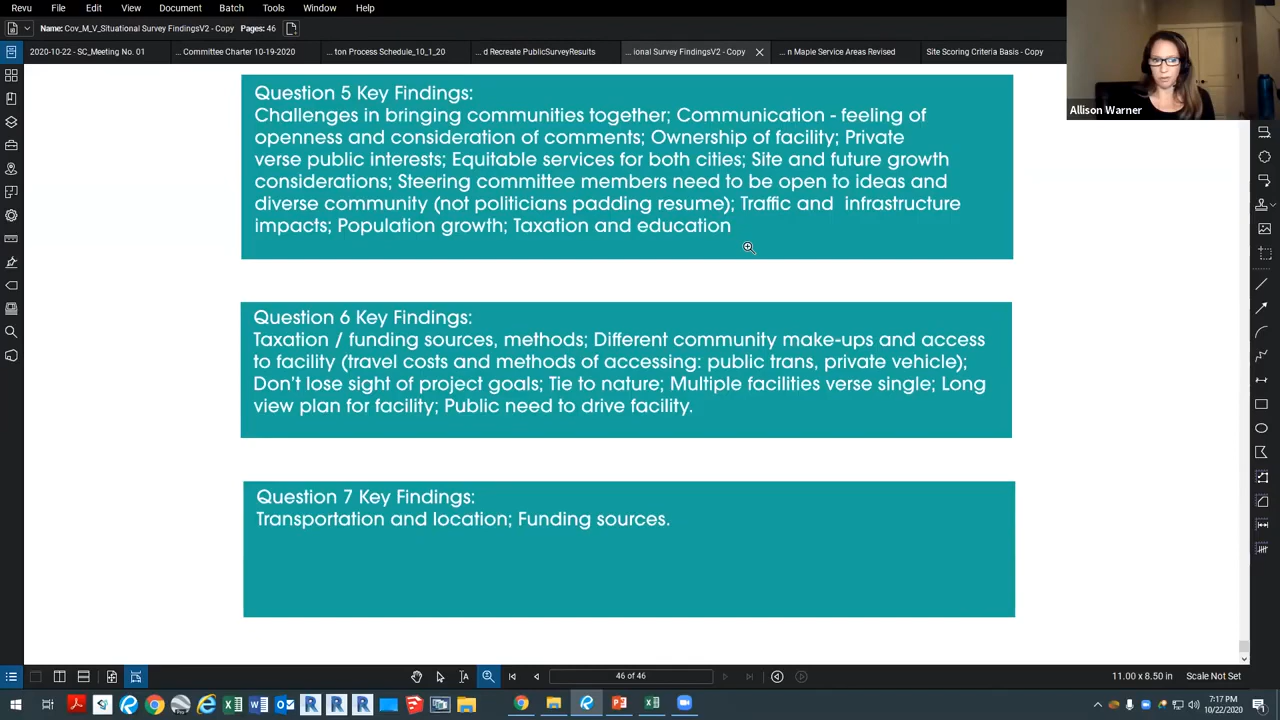 Revu File Edit View Document Batch Tools Window Help
Name: Cov_M_V_Situational Survey FindingsV2 - Copy Pages: 46
2020-10-22 - SC_Meeting No. 01 ... Committee Charter 10-19-2020 ... ton Process Schedule_10_1_20 ... d Recreate PublicSurveyResults ... ional Survey FindingsV2 - Copy ... n Maple Service Areas Revised Site Scoring Criteria Basis - Copy
Allison Warner
Question 5 Key Findings:
Challenges in bringing communities together; Communication - feeling of
openness and consideration of comments; Ownership of facility; Private
verse public interests; Equitable services for both cities; Site and future growth
considerations; Steering committee members need to be open to ideas and
diverse community (not politicians padding resume); Traffic and infrastructure
impacts; Population growth; Taxation and education
Question 6 Key Findings:
Taxation / funding sources, methods; Different community make-ups and access
to facility (travel costs and methods of accessing: public trans, private vehicle);
Don't lose sight of project goals; Tie to nature; Multiple facilities verse single; Long
view plan for facility; Public need to drive facility.
Question 7 Key Findings:
Transportation and location; Funding sources.
46 of 46
11.00 x 8.50 in Scale Not Set
7:17 PM
10/22/2020